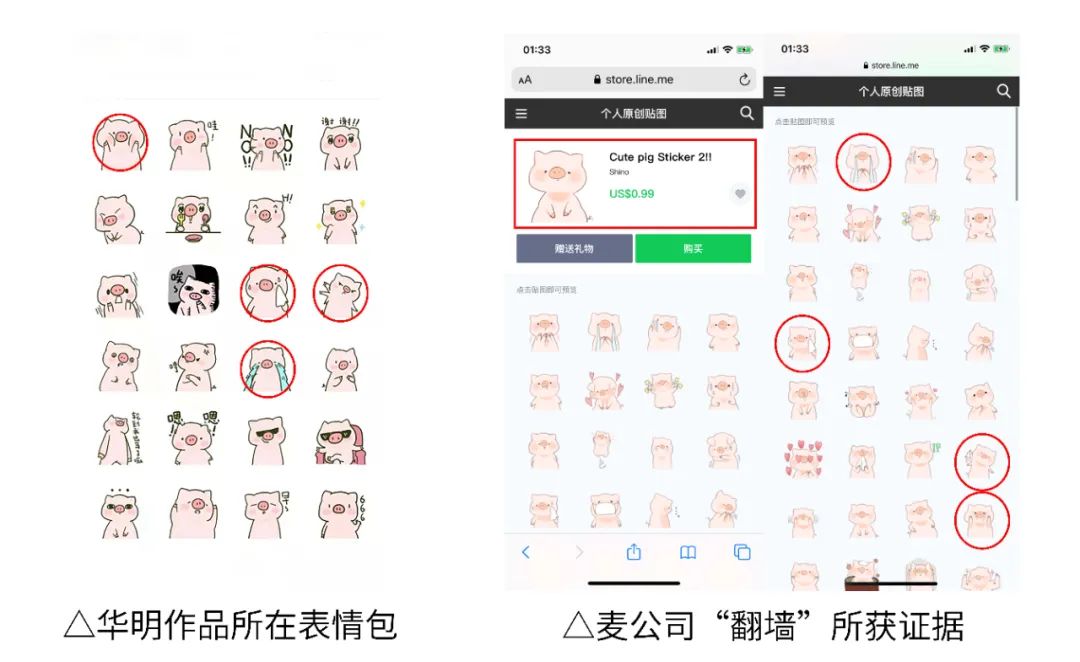 哇
!
NO
NO
!!
!!
谢谢!!
Hi
唉
~
哼
嗯 嗯
!! !!
呈
~
666
△华明作品所在表情包
01:33
AA
store.line.me
个人原创贴图
Cute pig Sticker 2!!
Shino
US$0.99
赠送礼物
购买
点击贴图即可预览
01:33
store.line.me
个人原创贴图
点击贴图即可预览
△麦公司“翻墙”所获证据